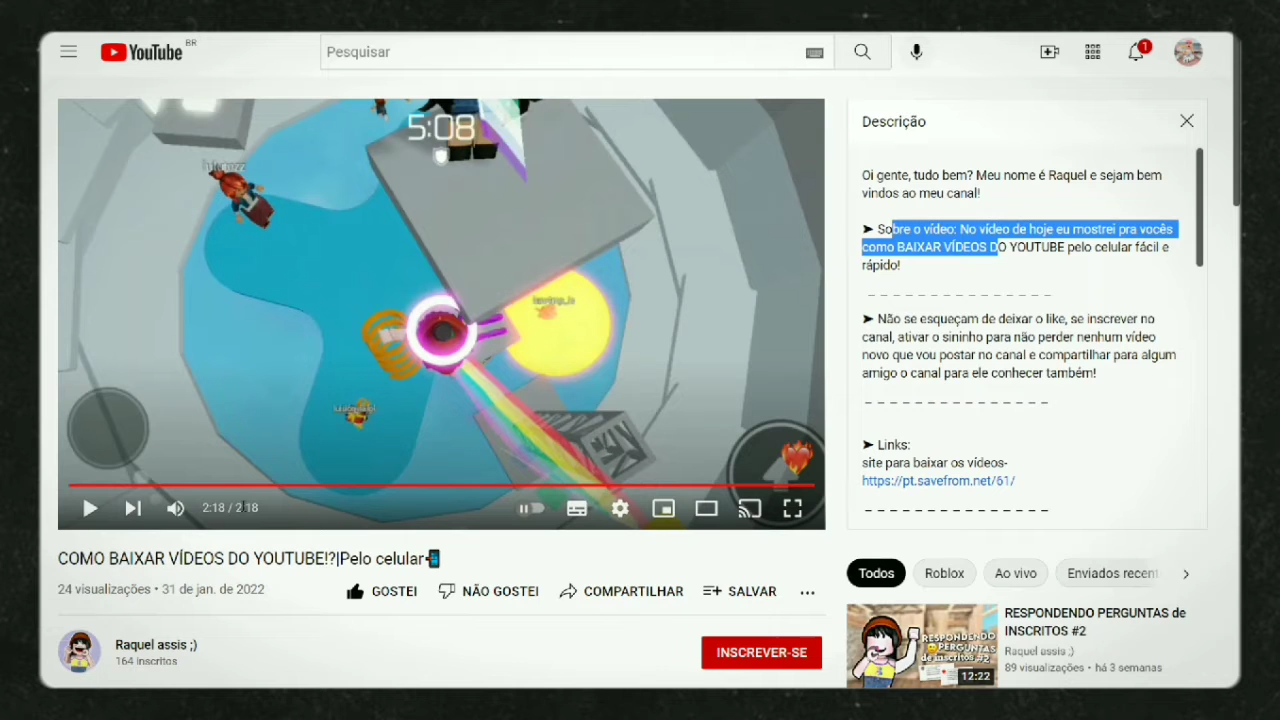 YouTube BR
Pesquisar
1
5:08
Descrição
Oi gente, tudo bem? Meu nome é Raquel e sejam bem
vindos ao meu canal!
➤ Sobre o vídeo: No vídeo de hoje eu mostrei pra vocês
como BAIXAR VÍDEOS DO YOUTUBE pelo celular fácil e
rápido!
_ _ _ _ _ _ _ _ _ _ _ _ _ _
➤ Não se esqueçam de deixar o like, se inscrever no
canal, ativar o sininho para não perder nenhum vídeo
novo que vou postar no canal e compartilhar para algum
amigo o canal para ele conhecer também!
_ _ _ _ _ _ _ _ _ _ _ _ _ _
➤ Links:
site para baixar os vídeos-
https://pt.savefrom.net/61/
_ _ _ _ _ _ _ _ _ _ _ _ _ _
2:18 / 2:18
COMO BAIXAR VÍDEOS DO YOUTUBE!?|Pelo celular📲
24 visualizações • 31 de jan. de 2022
GOSTEI
NÃO GOSTEI
COMPARTILHAR
SALVAR
Raquel assis ;)
164 inscritos
INSCREVER-SE
Todos
Roblox
Ao vivo
Enviados recent
RESPONDENDO
PERGUNTAS
de inscritos #2
12:22
RESPONDENDO PERGUNTAS de
INSCRITOS #2
Raquel assis ;)
89 visualizações • há 3 semanas